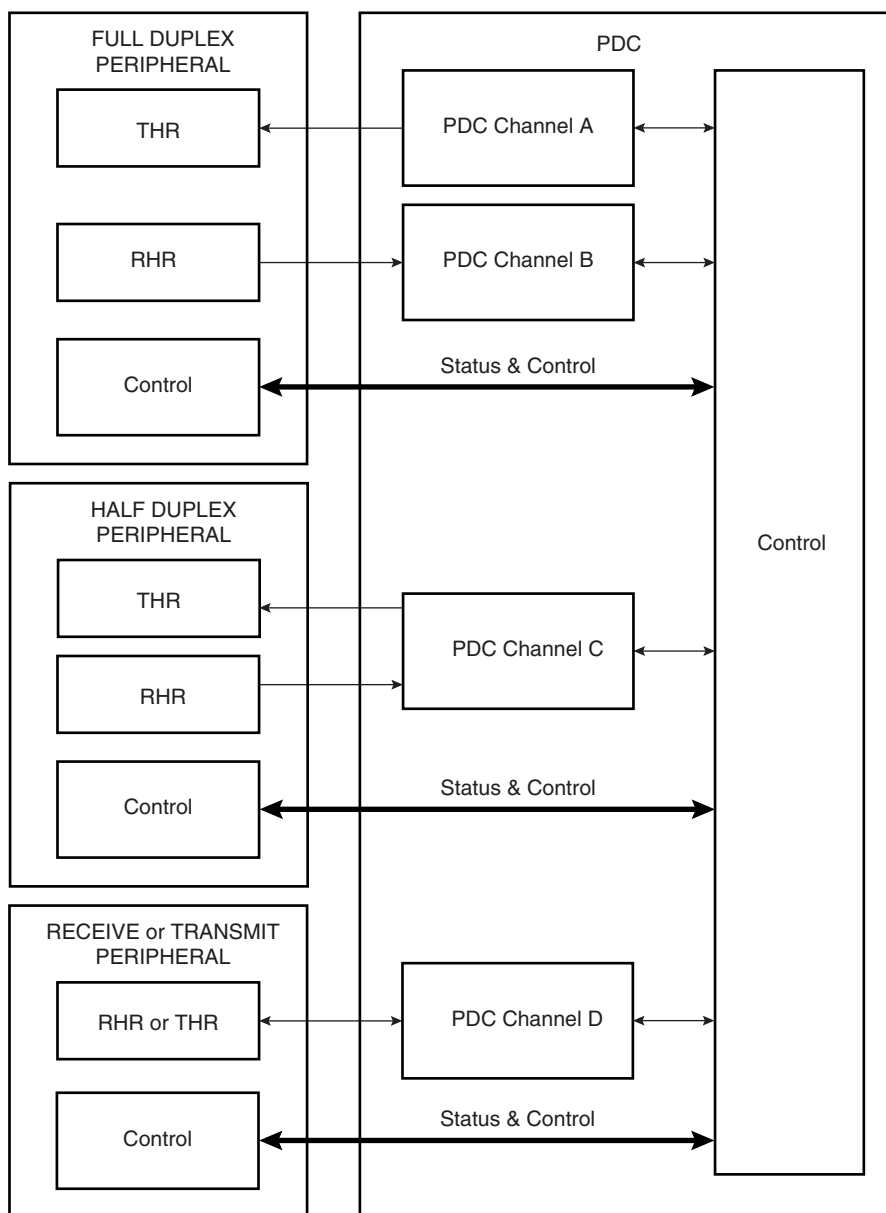 FULL DUPLEX
PERIPHERAL
THR
RHR
Control
PDC
PDC Channel A
PDC Channel B
Status & Control
HALF DUPLEX
PERIPHERAL
THR
RHR
Control
PDC Channel C
Status & Control
Control
RECEIVE or TRANSMIT
PERIPHERAL
RHR or THR
Control
PDC Channel D
Status & Control